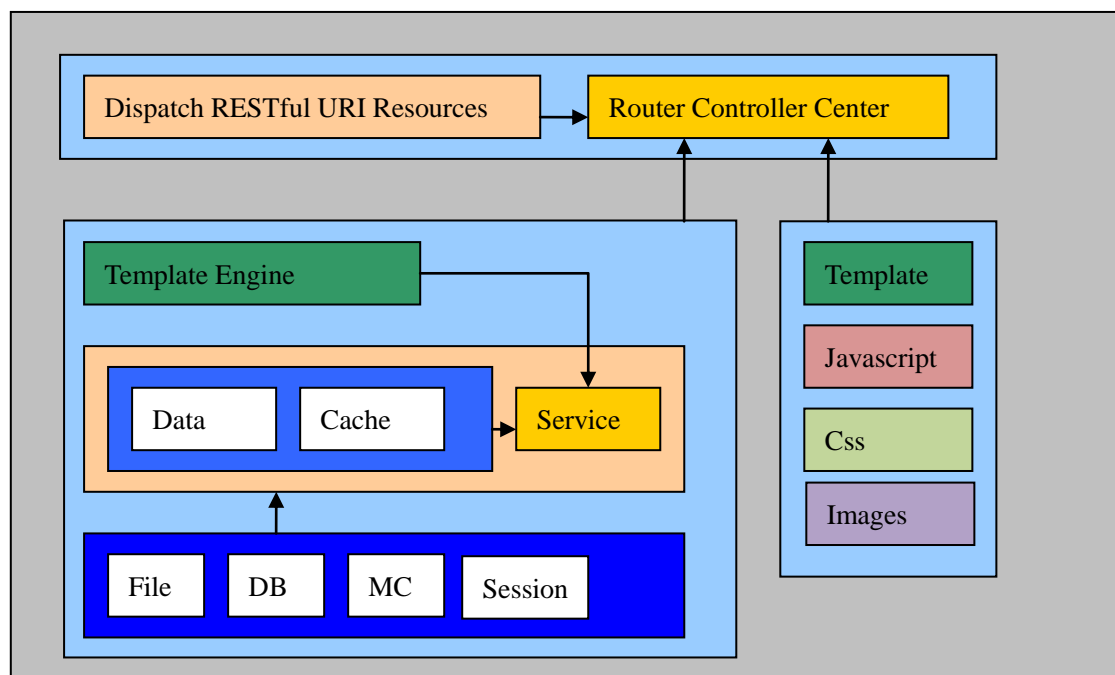 Dispatch RESTful URI Resources
Router Controller Center
Template Engine
Data
Cache
Service
File
DB
MC
Session
Template
Javascript
Css
Images